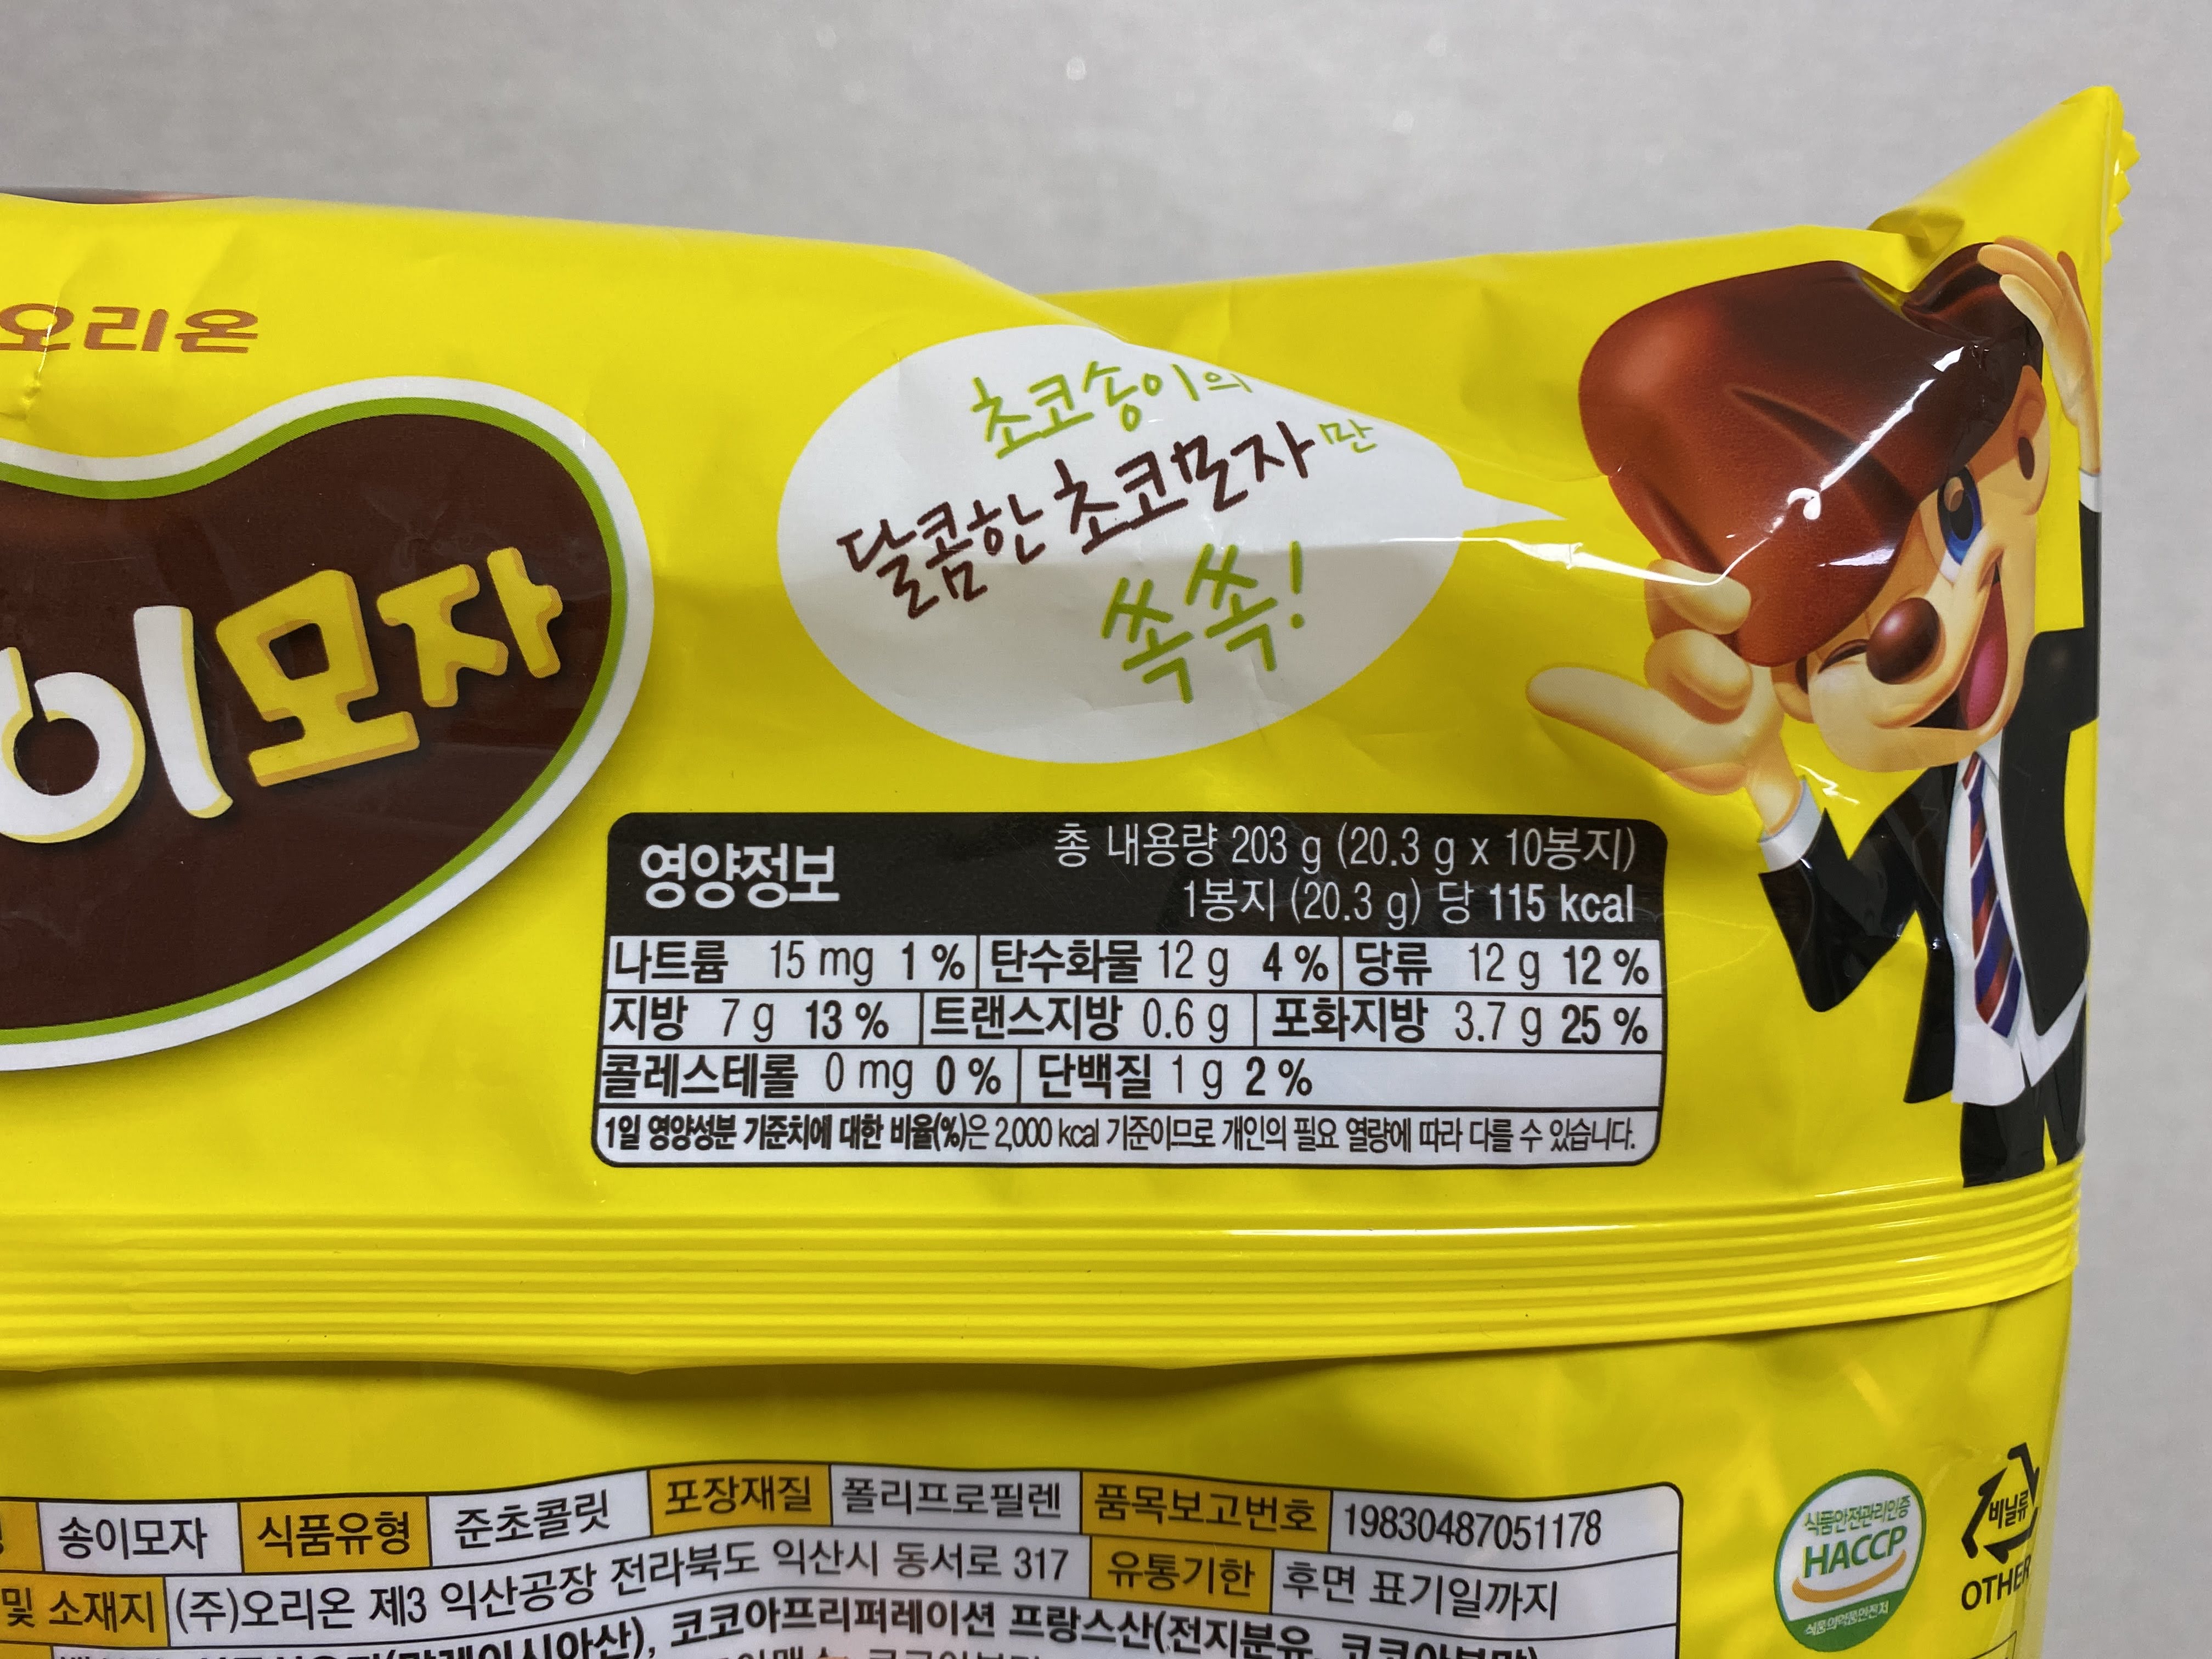 오리온
이모자
초코송이의
달콤한 초코모자만
쏙쏙!
영양정보
총 내용량 203 g (20.3 g x 10봉지)
1봉지 (20.3 g) 당 115 kcal
나트륨 15 mg 1 % 탄수화물 12 g 4 % 당류 12 g 12 %
지방 7 g 13 % 트랜스지방 0.6 g 포화지방 3.7 g 25 %
콜레스테롤 0 mg 0 % 단백질 1 g 2 %
1일 영양성분 기준치에 대한 비율(%)은 2,000 kcal 기준이므로 개인의 필요 열량에 따라 다를 수 있습니다.
송이모자 식품유형 준초콜릿 포장재질 폴리프로필렌 품목보고번호 19830487051178
및 소재지 (주)오리온 제3 익산공장 전라북도 익산시 동서로 317 유통기한 후면 표기일까지
코코아프리퍼레이션 프랑스산(전지분유,
식품안전관리인증
HACCP
식품의약품안전처
비닐류
OTHER